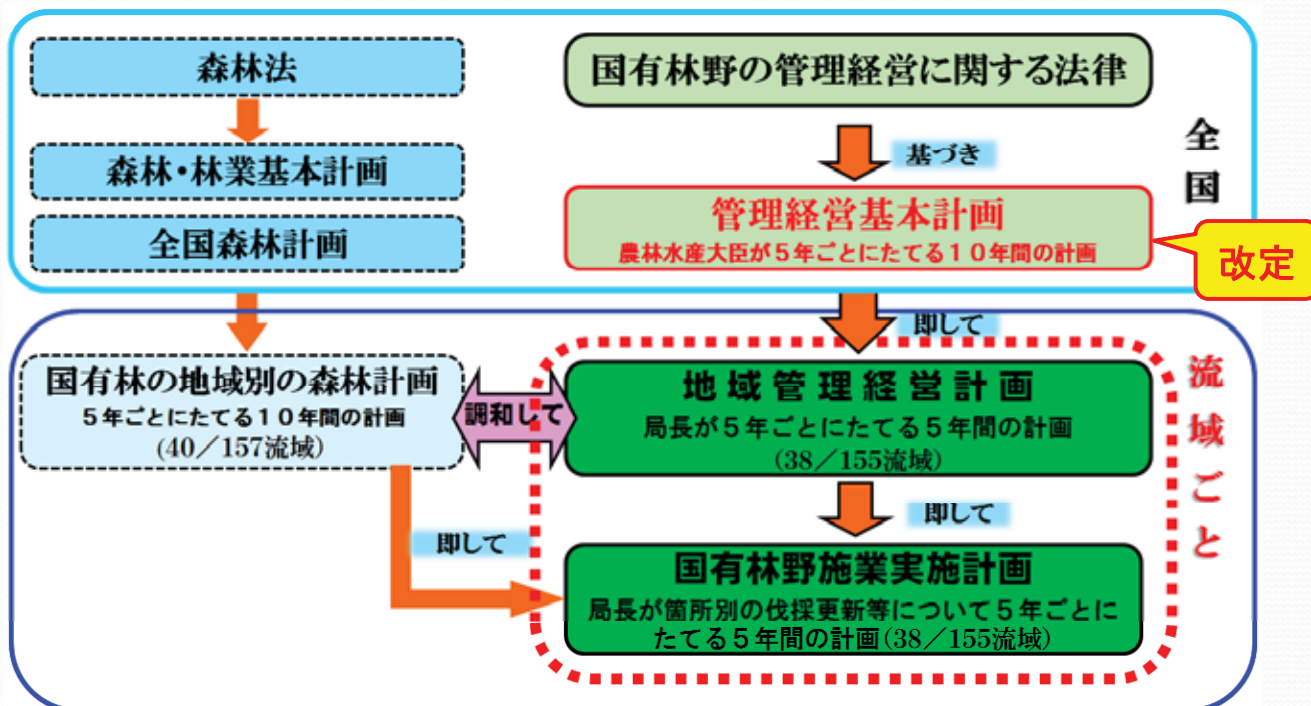 森林法
森林・林業基本計画
全国森林計画
国有林野の管理経営に関する法律
基づき
管理経営基本計画
農林水産大臣が5年ごとにたてる10年間の計画
全国
改定
即して
国有林の地域別の森林計画
5年ごとにたてる10年間の計画
(40/157流域)
調和して
地域管理経営計画
局長が5年ごとにたてる5年間の計画
(38/155流域)
即して
即して
国有林野施業実施計画
局長が箇所別の伐採更新等について5年ごとに
たてる5年間の計画(38/155流域)
流域ごと